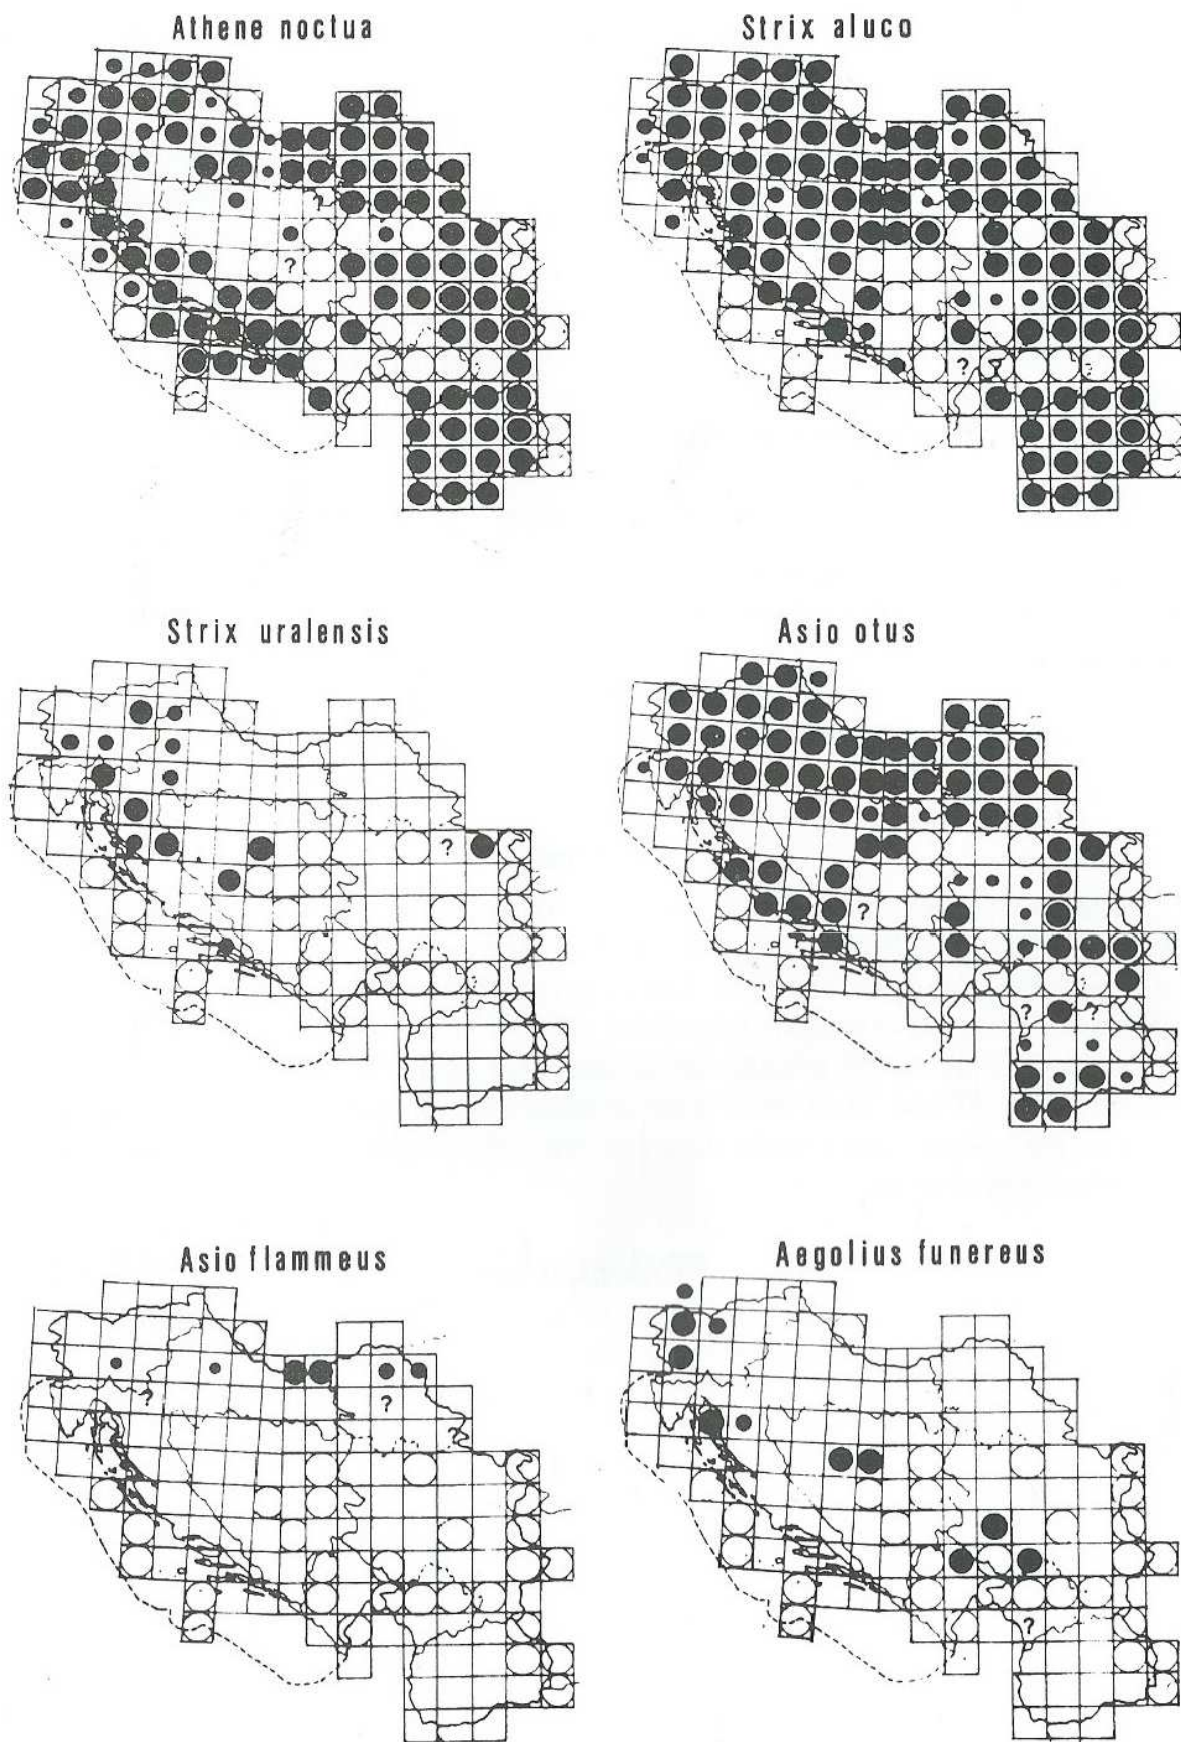 Athene noctua
Strix aluco
?
?
?
Strix uralensis
Asio otus
?
?
? ?
Asio flammeus
Aegolius funereus
?
?
?
?